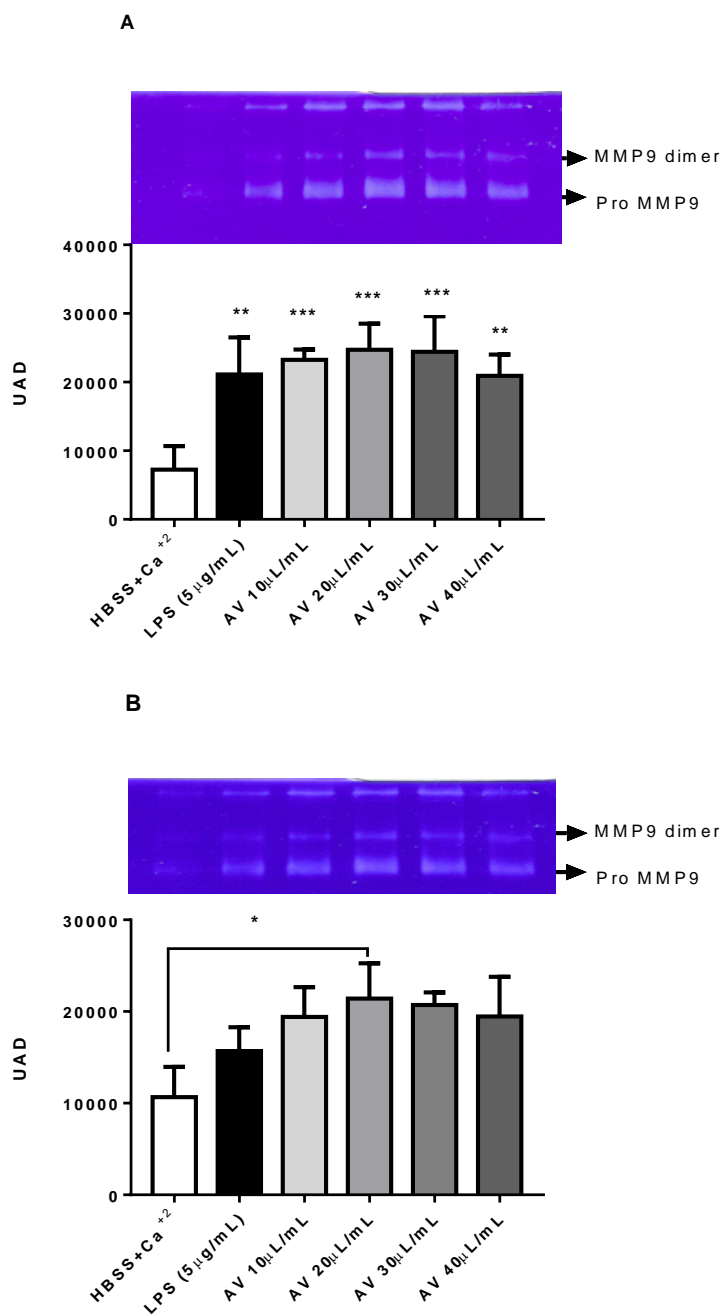 A
MMP9 dimer
Pro MMP9
40000
30000
20000
10000
0
UAD
**
***
***
***
**
HBSS+Ca +2
LPS (5μg/mL)
AV 10μL/mL
AV 20μL/mL
AV 30μL/mL
AV 40μL/mL
B
MMP9 dimer
Pro MMP9
30000
20000
10000
0
UAD
*
HBSS+Ca +2
LPS (5μg/mL)
AV 10μL/mL
AV 20μL/mL
AV 30μL/mL
AV 40μL/mL